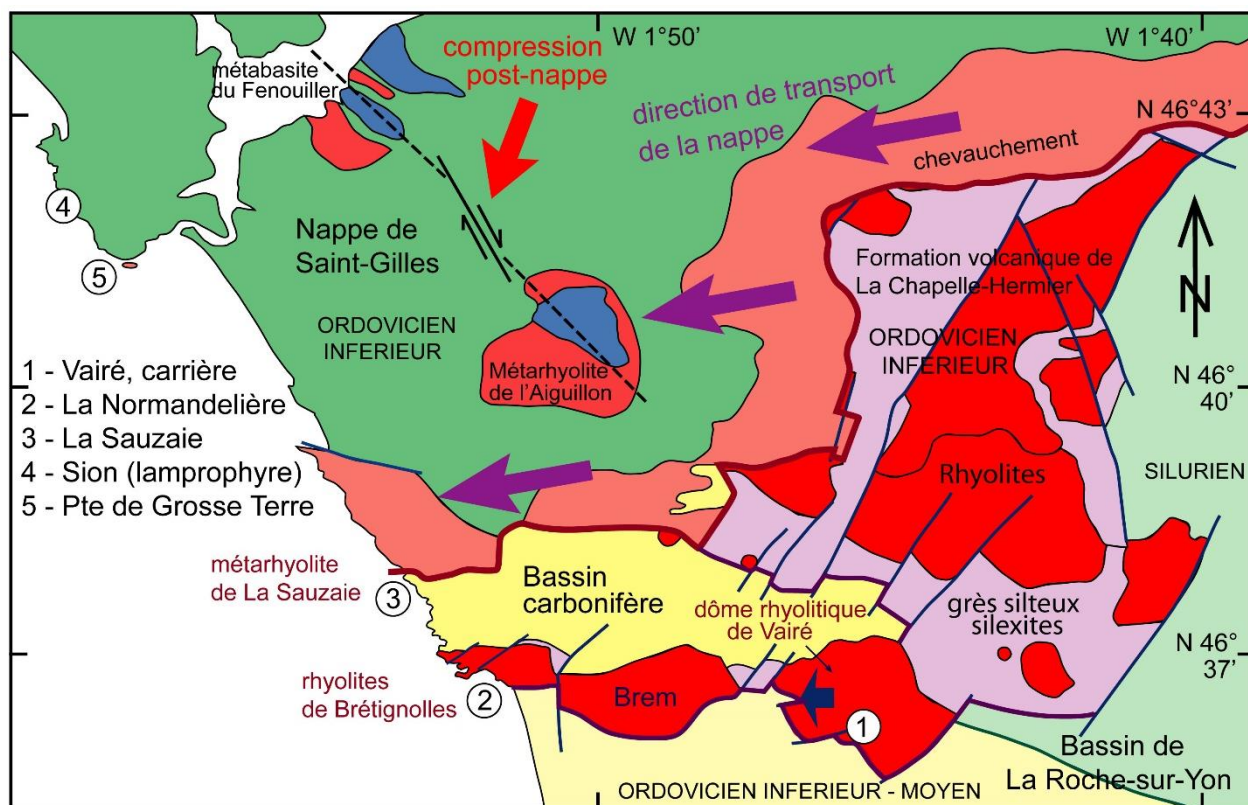 W 1°50'
W 1°40'
métabasite
du Fenouiller
compression
post-nappe
direction de transport
de la nappe
N 46°43'
chevauchement
4
5
Nappe de
Saint-Gilles
ORDOVICIEN
INFERIEUR
Formation volcanique de
La Chapelle-Hermier
ORDOVICIEN
INFERIEUR
N
Métarhyolite
de l'Aiguillon
N 46°
40'
1 - Vairé, carrière
2 - La Normandelière
3 - La Sauzaie
4 - Sion (lamprophyre)
5 - Pte de Grosse Terre
Rhyolites
SILURIEN
métarhyolite
de La Sauzaie
3
Bassin
carbonifère
dôme rhyolitique
de Vairé
grès silteux
silexites
N 46°
37'
rhyolites
de Brétignolles
2
Brem
1
Bassin de
La Roche-sur-Yon
ORDOVICIEN INFERIEUR - MOYEN